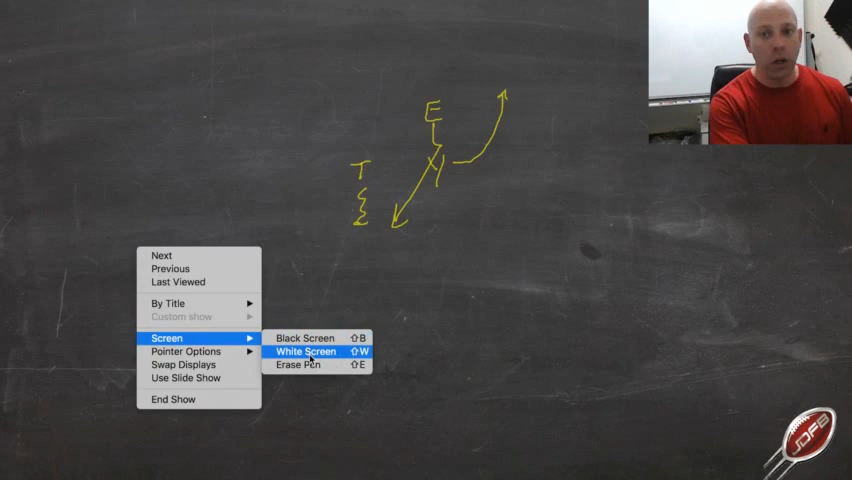 E
T
Next
Previous
Last Viewed
By Title
Custom show
Screen
Black Screen ⇧B
Pointer Options
White Screen ⇧W
Swap Displays
Erase Pen ⇧E
Use Slide Show
End Show
JDFB